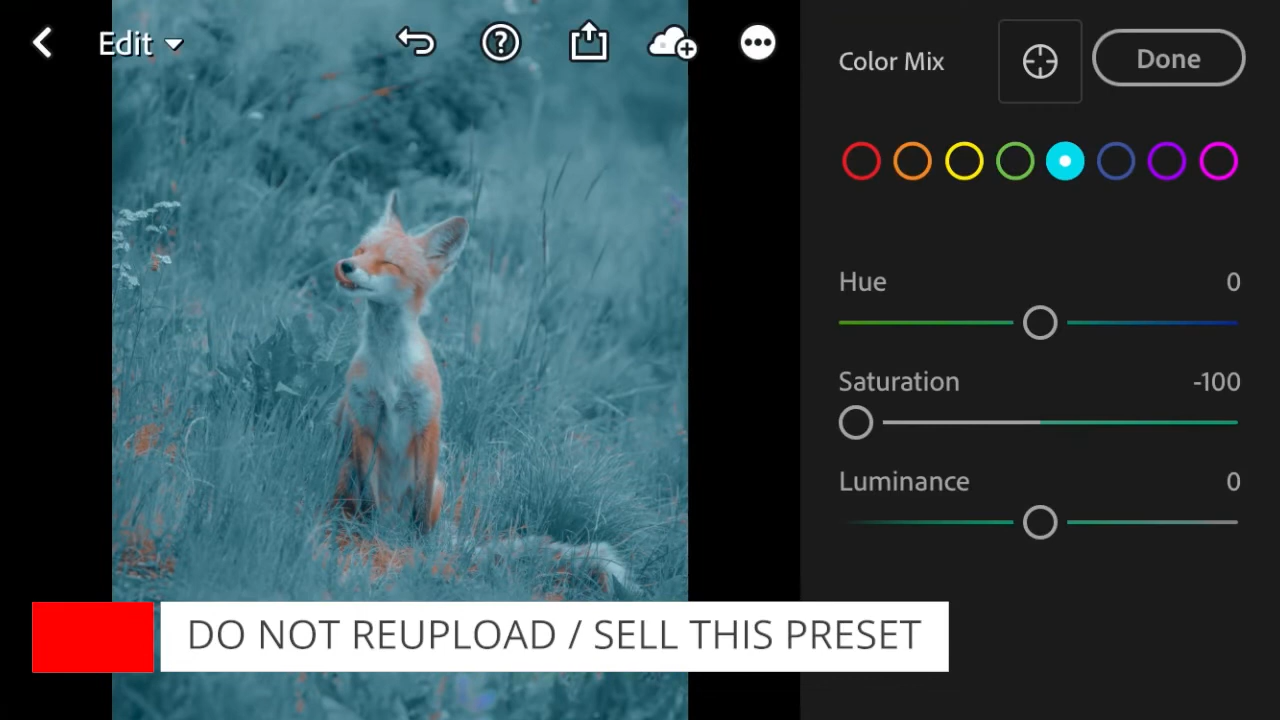 Edit
Color Mix
Done
Hue 0
Saturation -100
Luminance 0
DO NOT REUPLOAD / SELL THIS PRESET